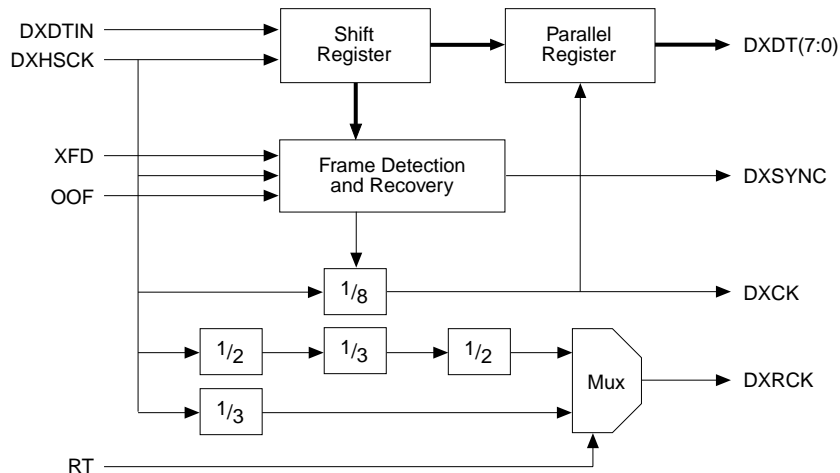 DXDTIN
DXHSCK
Shift
Register
Parallel
Register
DXDT(7:0)
XFD
OOF
Frame Detection
and Recovery
DXSYNC
1/8
DXCK
1/2
1/3
1/2
Mux
DXRCK
1/3
RT